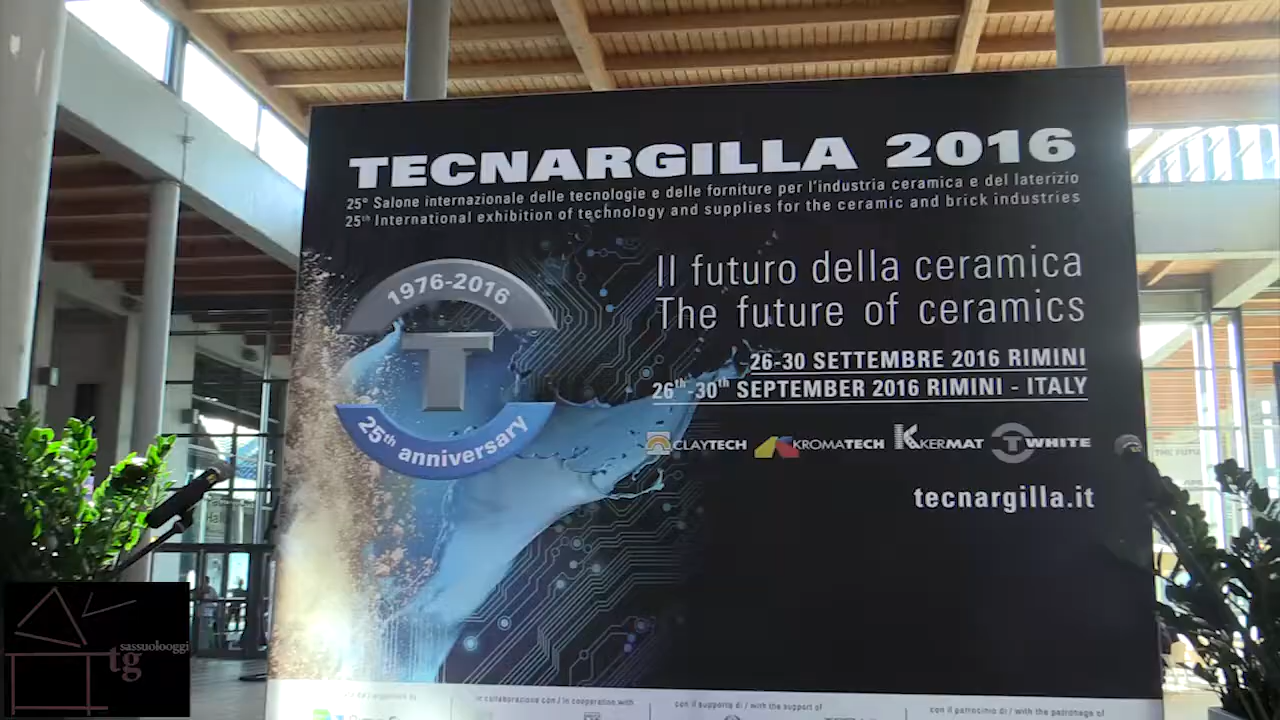 TECNARGILLA 2016
25° Salone internazionale delle tecnologie e delle forniture per l'industria ceramica e del laterizio
25th International exhibition of technology and supplies for the ceramic and brick industries
1976-2016
T
25th anniversary
Il futuro della ceramica
The future of ceramics
26-30 SETTEMBRE 2016 RIMINI
26th-30th SEPTEMBER 2016 RIMINI - ITALY
CLAYTECH KROMATECH KERMAT T WHITE
tecnargilla.it
THE FUTU
sassuolooggi
tg
in collaborazione con / in cooperation with
con il supporto di / with the support of
con il patrocinio di / with the patronage of